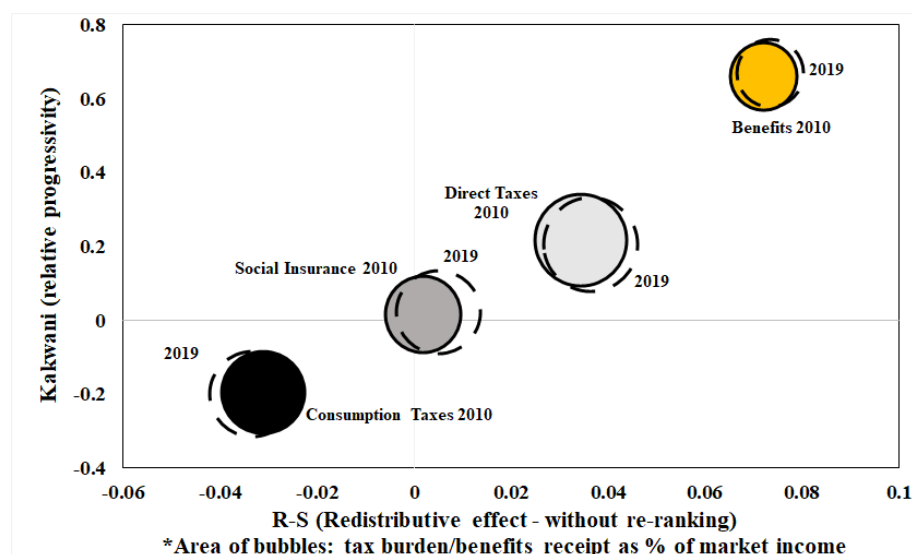 0.8
2019
0.6
Benefits 2010
0.4
Direct Taxes
2010
Social Insurance 2010
2019
0.2
2019
0
2019
-0.2
Consumption Taxes 2010
-0.4
Kakwani (relative progressivity)
-0.06 -0.04 -0.02 0 0.02 0.04 0.06 0.08 0.1
R-S (Redistributive effect - without re-ranking)
*Area of bubbles: tax burden/benefits receipt as % of market income